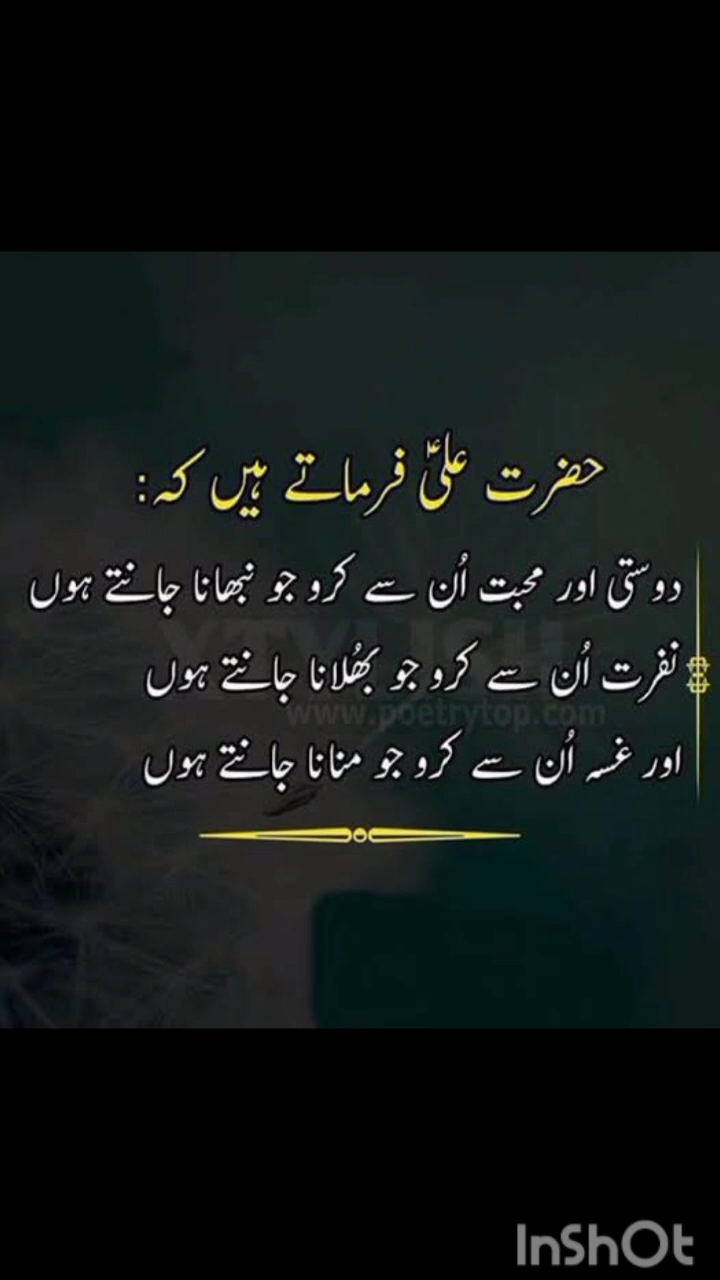 حضرت علیؑ فرماتے ہیں کہ:
دوستی اور محبت اُن سے کرو جو نبھانا جانتے ہوں
نفرت اُن سے کرو جو بھُلانا جانتے ہوں
www.poetrytop.com
اور غسہ اُن سے کرو جو منانا جانتے ہوں
InShOt